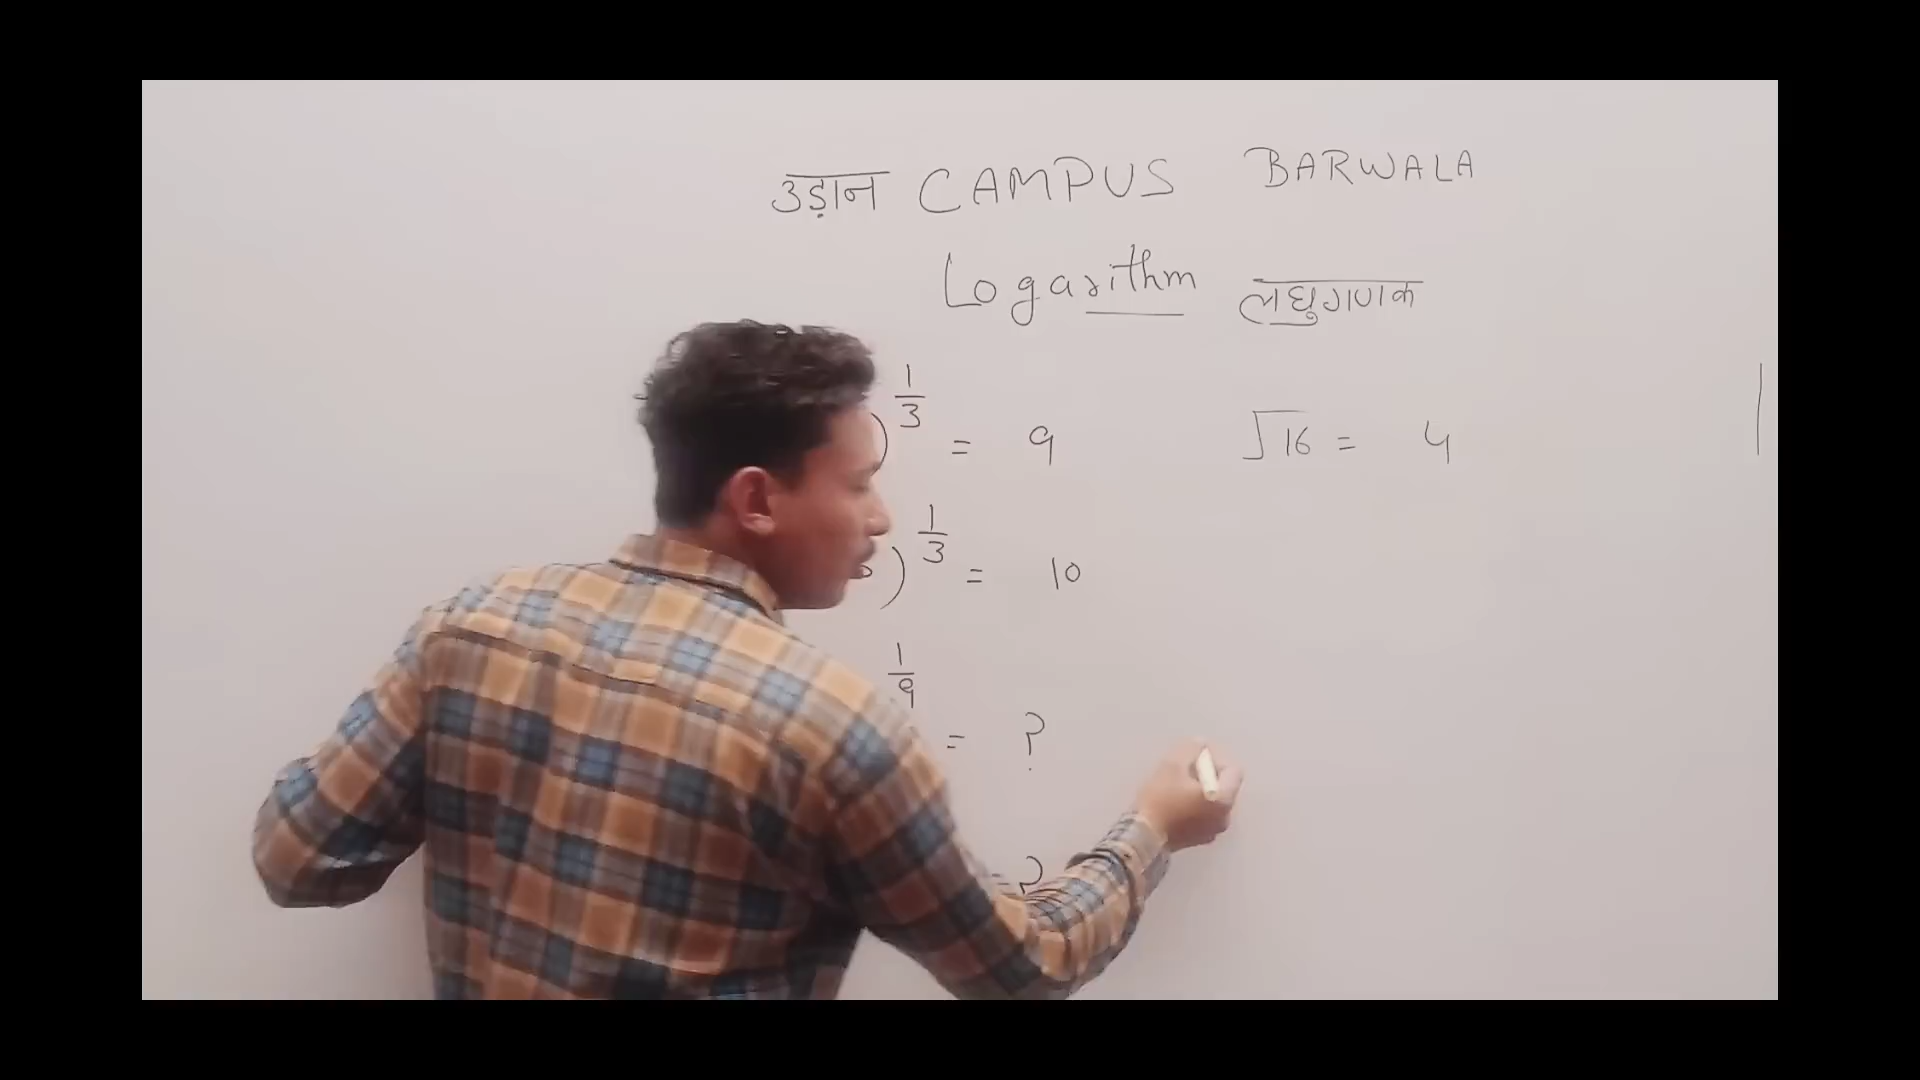 उड़ान CAMPUS BARWALA
Logarithm लघुगणक
)^1/3 = 9 √16 = 4
)^1/3 = 10
1/9 = ?
= ?